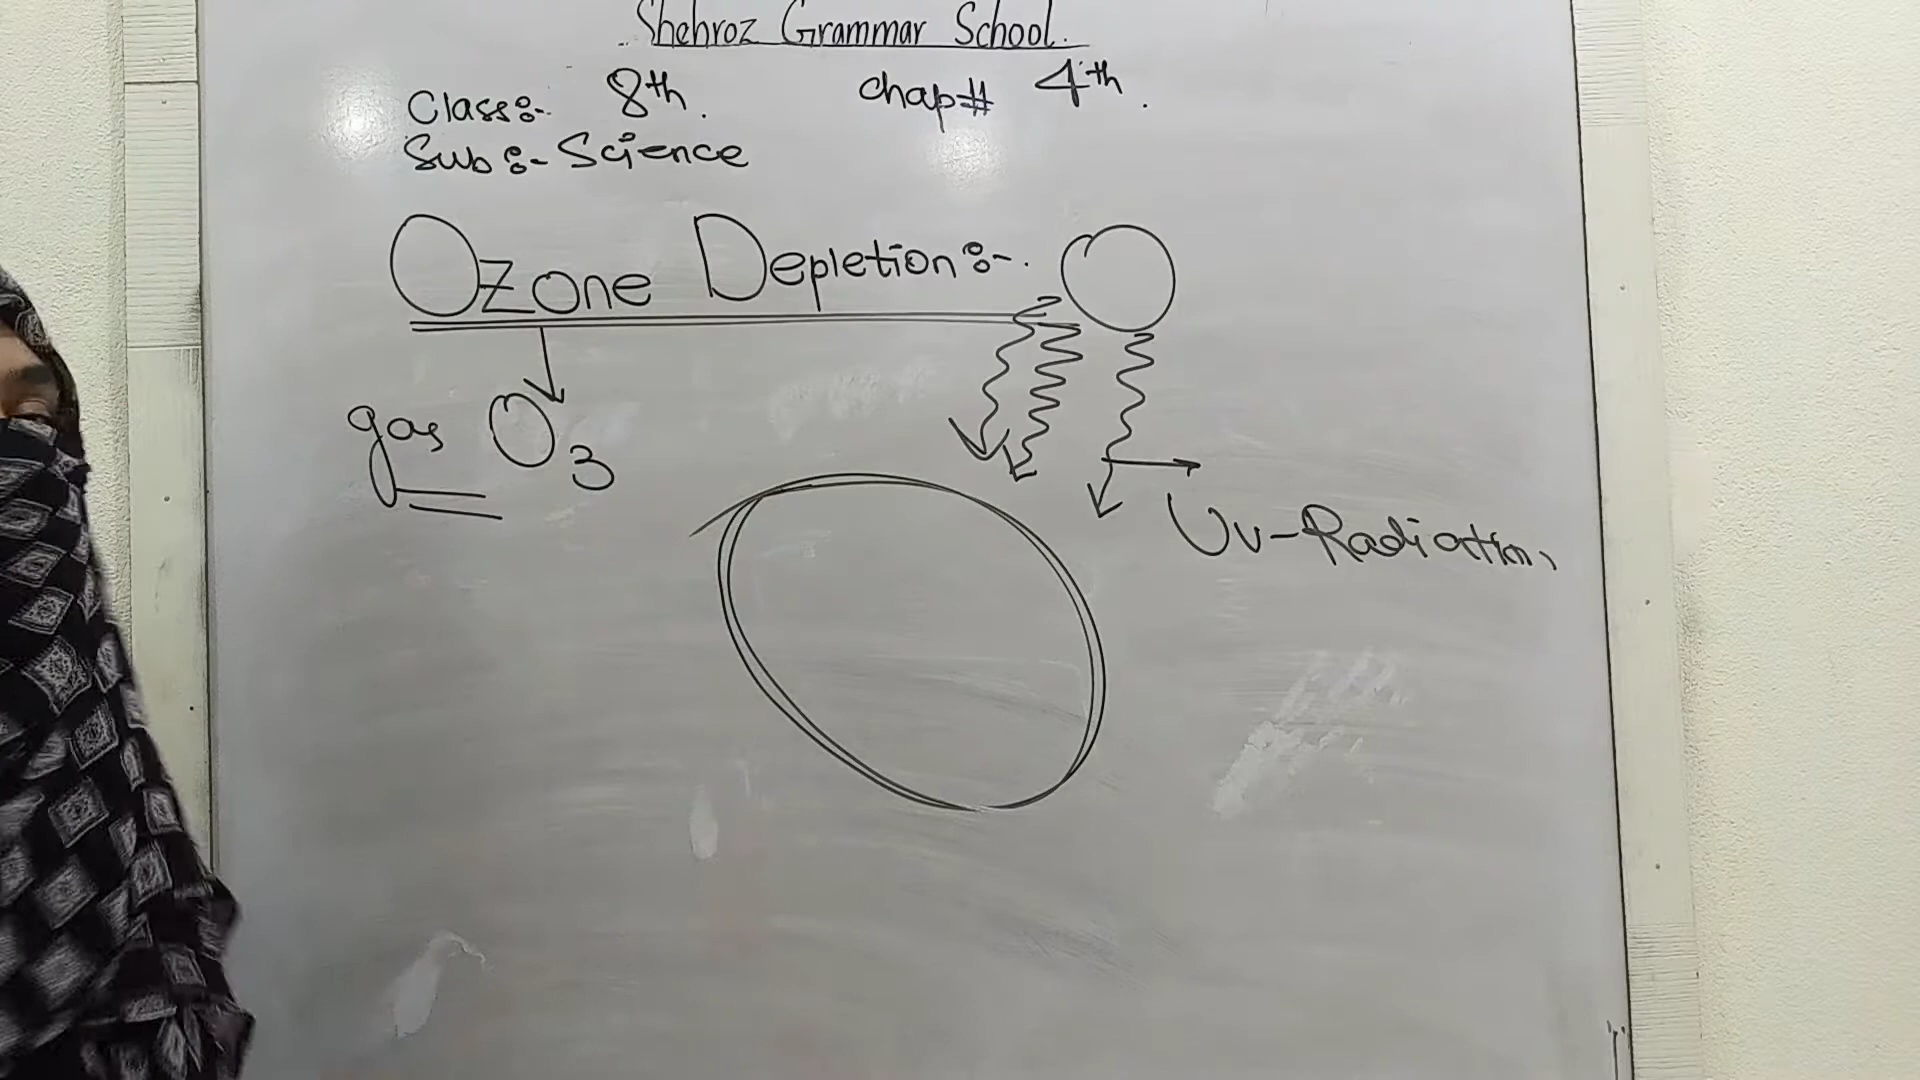 Shehroz Grammar School.
Class:- 8th. Chap# 4th.
Sub:- Science
Ozone Depletion:-.
gas O3
Uv-Radiation,